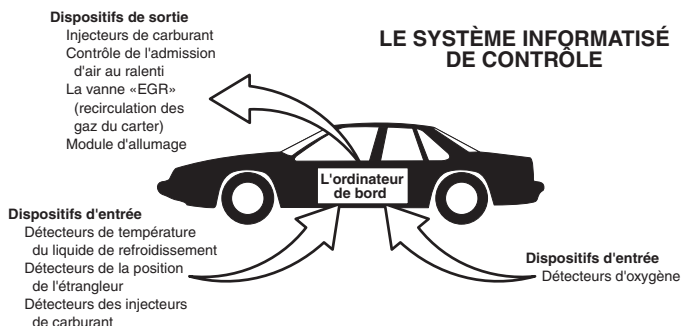 Dispositifs de sortie
Injecteurs de carburant
Contrôle de l'admission
d'air au ralenti
La vanne «EGR»
(recirculation des
gaz du carter)
Module d'allumage
LE SYSTÈME INFORMATISÉ
DE CONTRÔLE
L'ordinateur
de bord
Dispositifs d'entrée
Détecteurs de température
du liquide de refroidissement
Détecteurs de la position
de l'étrangleur
Détecteurs des injecteurs
de carburant
Dispositifs d'entrée
Détecteurs d'oxygène